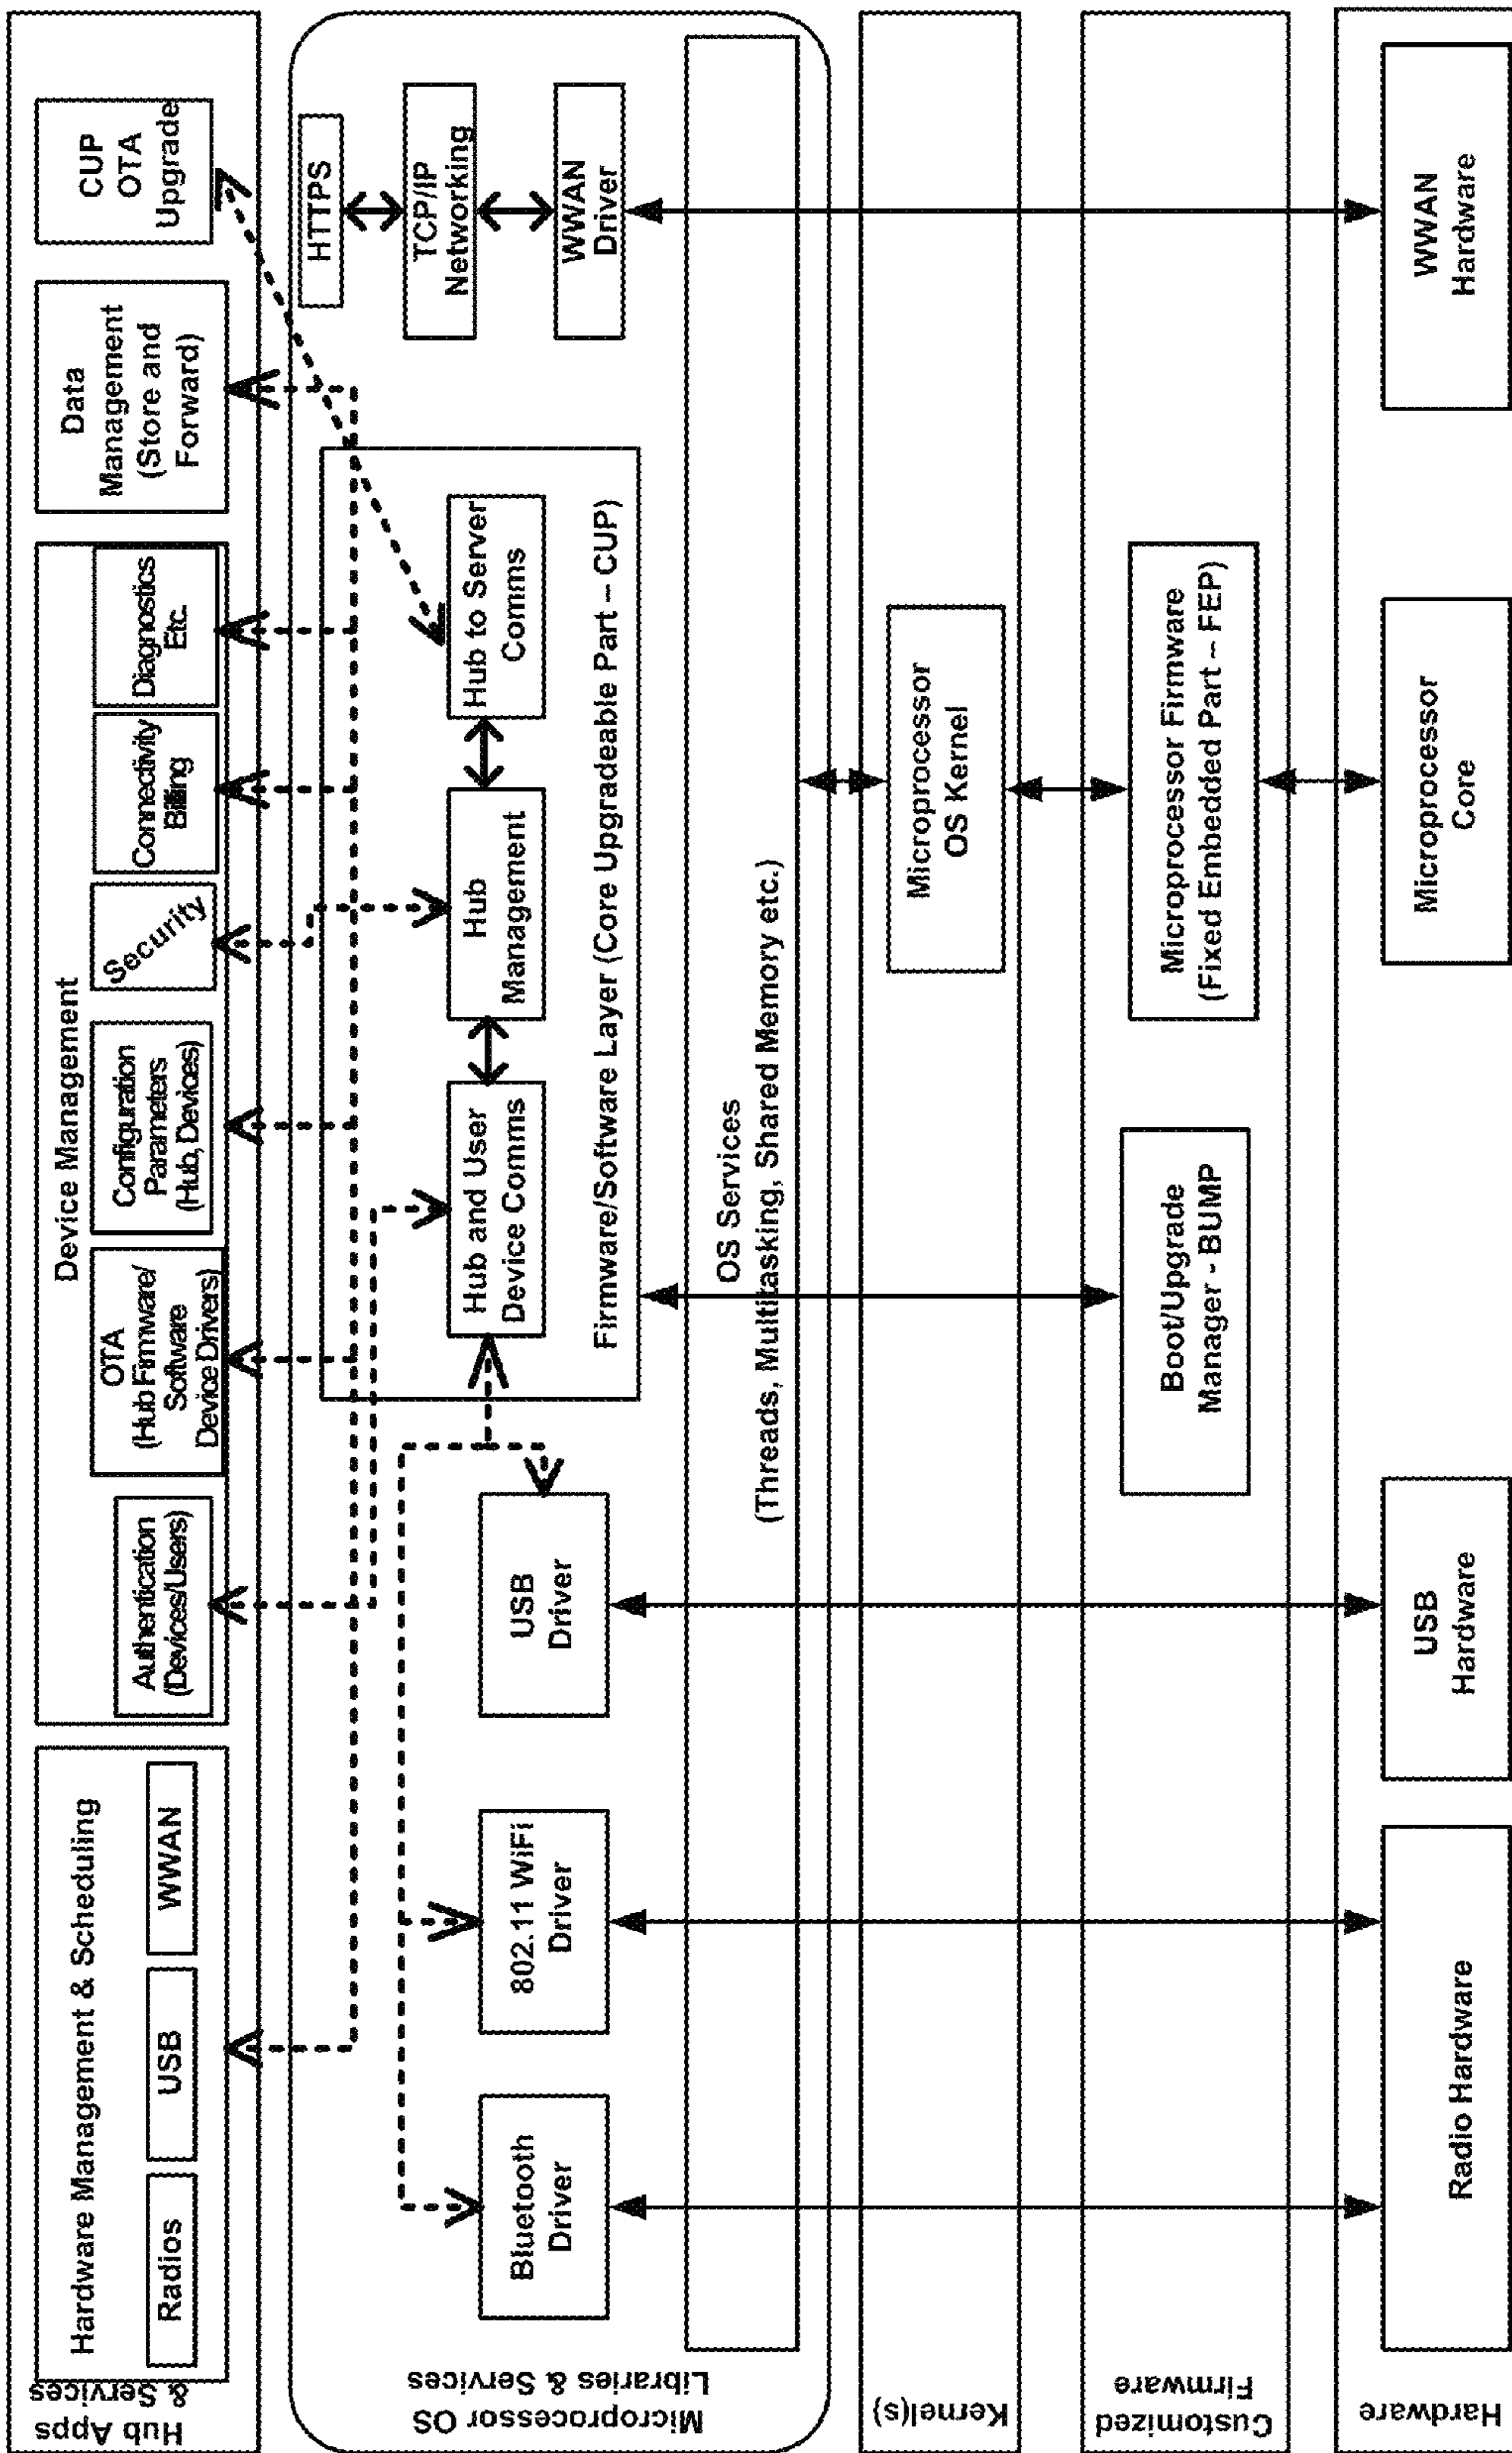 Hub Apps
& Services
Hardware Management & Scheduling
Radios
USB
WWAN
Device Management
Authentication
(Devices/Users)
OTA
(Hub Firmware/
Software
Device Drivers)
Configuration
Parameters
(Hub, Devices)
Security
Connectivity
Billing
Diagnostics
Etc.
Data
Management
(Store and
Forward)
CUP
OTA
Upgrade
Microprocessor OS
Libraries & Services
Bluetooth
Driver
802.11 WiFi
Driver
USB
Driver
Hub and User
Device Comms
Hub
Management
Hub to Server
Comms
Firmware/Software Layer (Core Upgradeable Part – CUP)
HTTPS
TCP/IP
Networking
WWAN
Driver
OS Services
(Threads, Multitasking, Shared Memory etc.)
Kernel(s)
Microprocessor
OS Kernel
Customized
Firmware
Boot/Upgrade
Manager - BUMP
Microprocessor Firmware
(Fixed Embedded Part – FEP)
Hardware
Radio Hardware
USB
Hardware
Microprocessor
Core
WWAN
Hardware